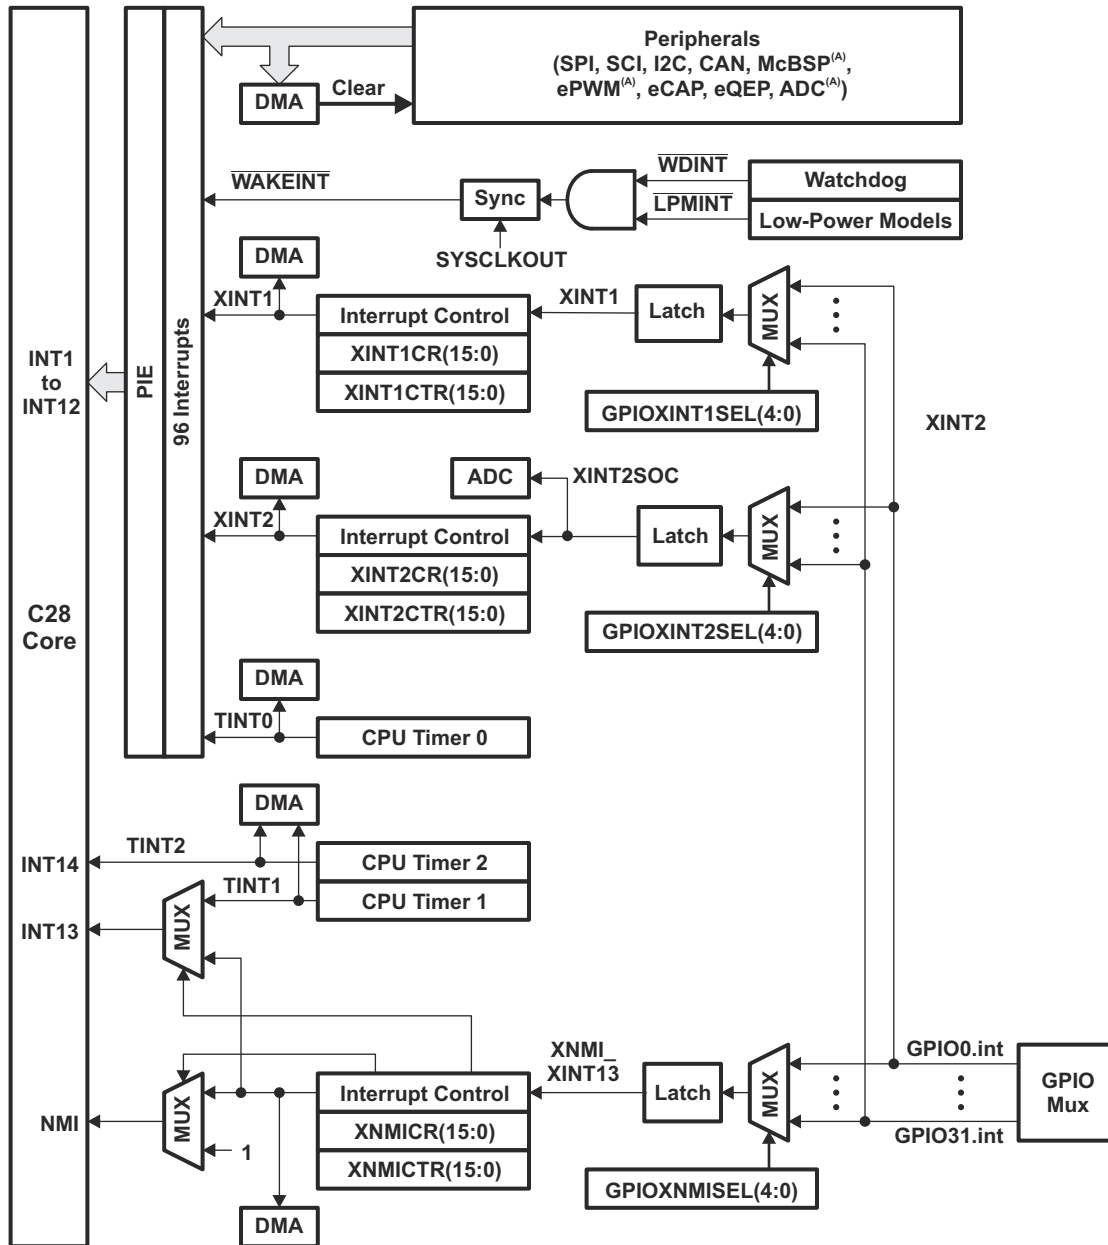 Peripherals
(SPI, SCI, I2C, CAN, McBSP(A),
ePWM(A), eCAP, eQEP, ADC(A))
DMA
Clear
WAKEINT
Sync
SYSCLKOUT
WDINT
LPMINT
Watchdog
Low-Power Models
DMA
XINT1
Interrupt Control
XINT1CR(15:0)
XINT1CTR(15:0)
XINT1
Latch
MUX
GPIOXINT1SEL(4:0)
INT1
to
INT12
PIE
96 Interrupts
XINT2
DMA
XINT2
ADC
XINT2SOC
Interrupt Control
XINT2CR(15:0)
XINT2CTR(15:0)
Latch
MUX
GPIOXINT2SEL(4:0)
C28
Core
DMA
TINT0
CPU Timer 0
DMA
INT14
TINT2
CPU Timer 2
TINT1
CPU Timer 1
INT13
MUX
NMI
MUX
1
Interrupt Control
XNMICR(15:0)
XNMICTR(15:0)
DMA
XNMI_
XINT13
Latch
MUX
GPIOXNMISEL(4:0)
GPIO0.int
GPIO31.int
GPIO
Mux